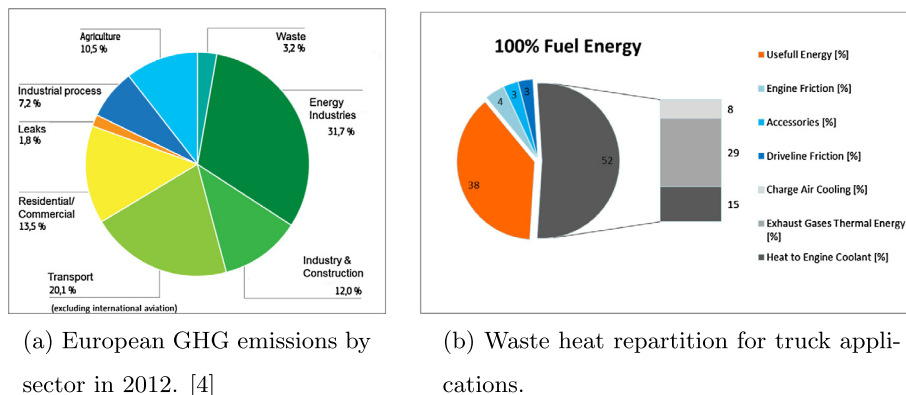 Agriculture
10,5 %
Waste
3,2 %
Industrial process
7,2 %
Energy
Industries
31,7 %
Leaks
1,8 %
Residential/
Commercial
13,5 %
Industry &
Construction
12,0 %
Transport
20,1 %
(excluding international aviation)
(a) European GHG emissions by
sector in 2012. [4]
100% Fuel Energy
4
3
3
38
52
8
29
15
Usefull Energy [%]
Engine Friction [%]
Accessories [%]
Driveline Friction [%]
Charge Air Cooling [%]
Exhaust Gases Thermal Energy
[%]
Heat to Engine Coolant [%]
(b) Waste heat repartition for truck appli-
cations.